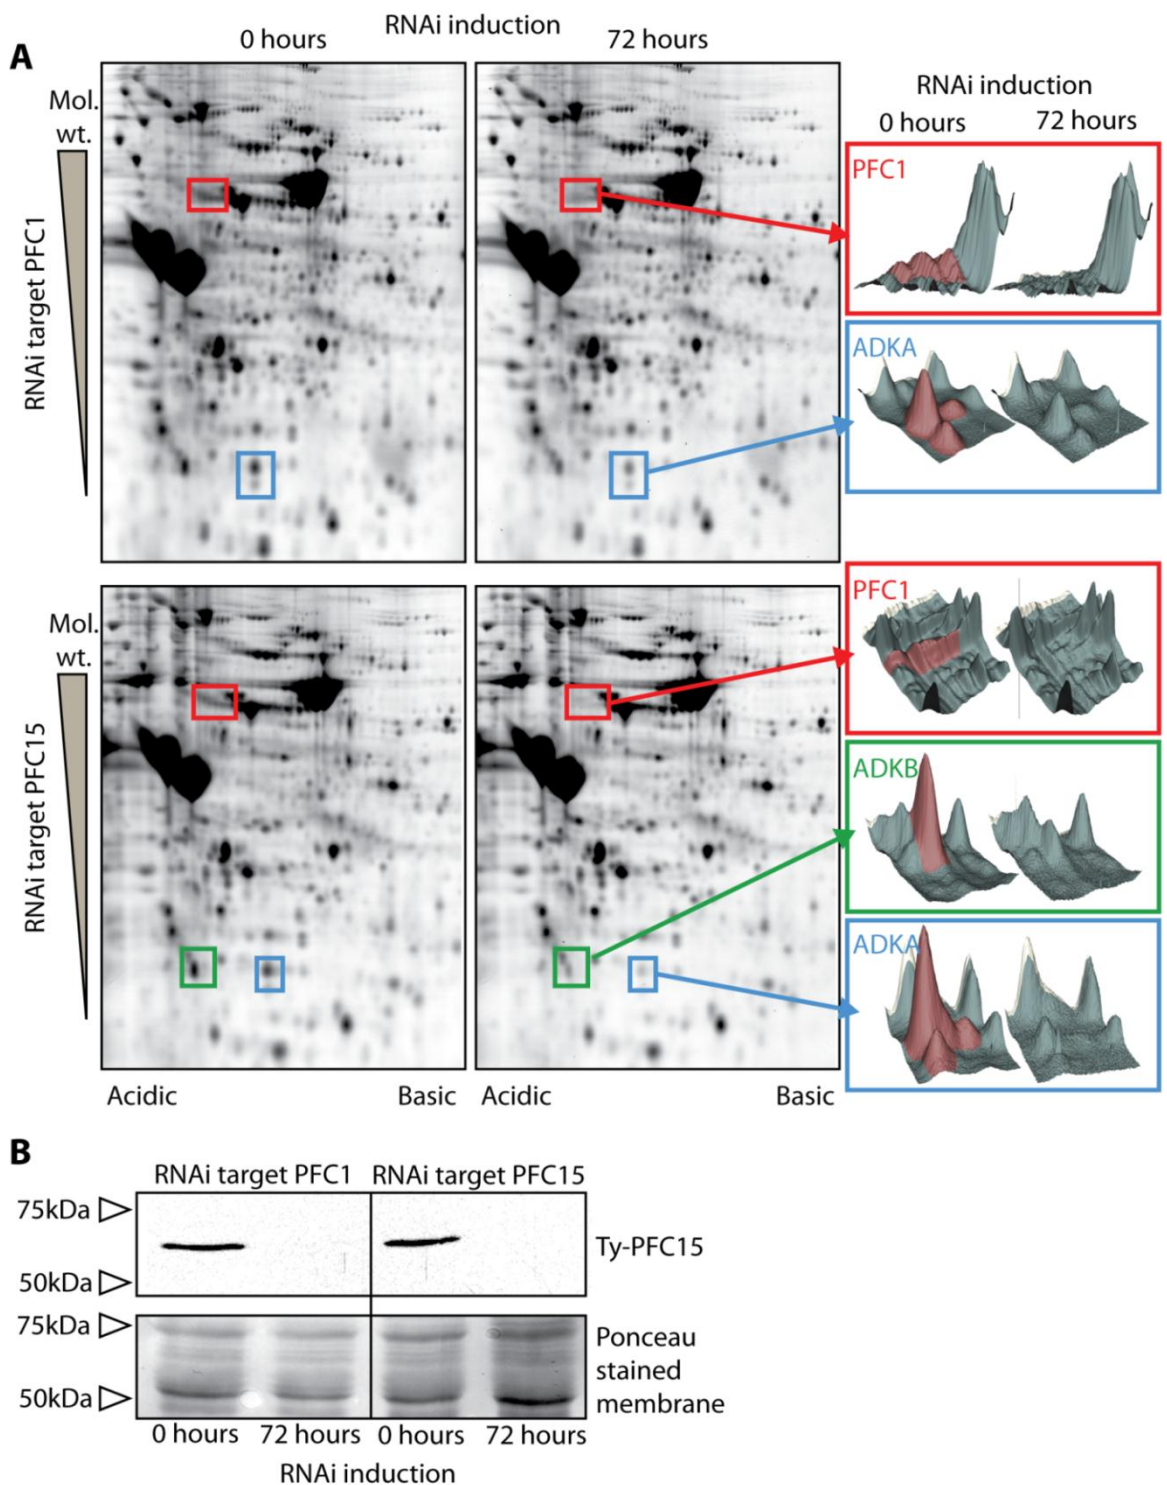 A
RNAi induction
0 hours
72 hours
Mol.
wt.
RNAi target PFC1
RNAi induction
0 hours
72 hours
PFC1
ADKA
Mol.
wt.
RNAi target PFC15
PFC1
ADKB
ADKA
Acidic
Basic
Acidic
Basic
B
RNAi target PFC1
RNAi target PFC15
75kDa
50kDa
Ty-PFC15
75kDa
50kDa
Ponceau
stained
membrane
0 hours
72 hours
0 hours
72 hours
RNAi induction